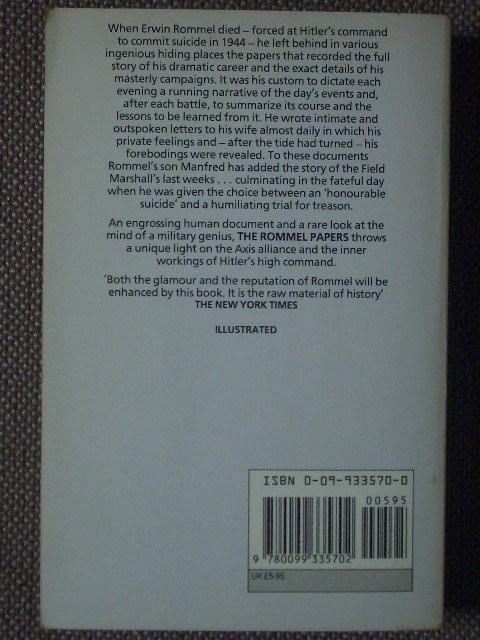 When Erwin Rommel died – forced at Hitler's command
to commit suicide in 1944 – he left behind in various
ingenious hiding places the papers that recorded the full
story of his dramatic career and the exact details of his
masterly campaigns. It was his custom to dictate each
evening a running narrative of the day's events and,
after each battle, to summarize its course and the
lessons to be learned from it. He wrote intimate and
outspoken letters to his wife almost daily in which his
private feelings and – after the tide had turned – his
forebodings were revealed. To these documents
Rommel's son Manfred has added the story of the Field
Marshall's last weeks . . . culminating in the fateful day
when he was given the choice between an 'honourable
suicide' and a humiliating trial for treason.
An engrossing human document and a rare look at the
mind of a military genius, THE ROMMEL PAPERS throws
a unique light on the Axis alliance and the inner
workings of Hitler's high command.
'Both the glamour and the reputation of Rommel will be
enhanced by this book. It is the raw material of history'
THE NEW YORK TIMES
ILLUSTRATED
ISBN 0-09-933570-0
00595
9 780099 335702
UK £5·95